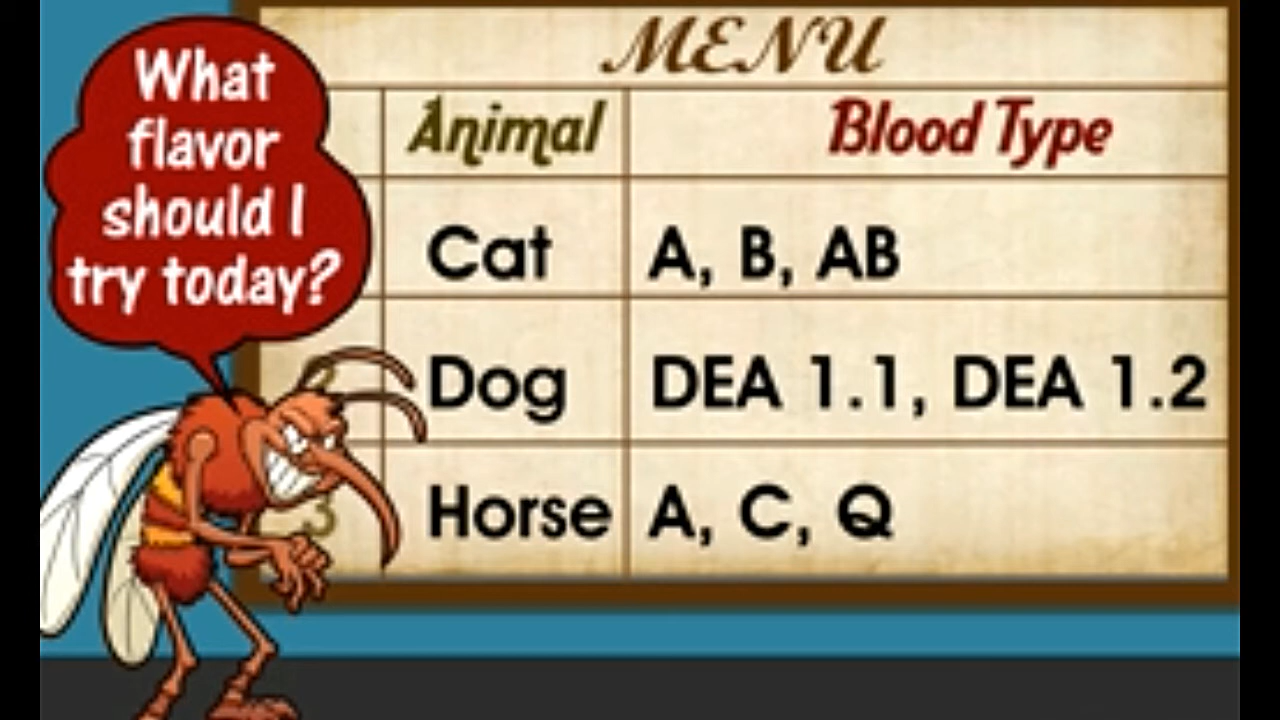 What
flavor
should I
try today?
MENU
Animal Blood Type
Cat A, B, AB
Dog DEA 1.1, DEA 1.2
3 Horse A, C, Q